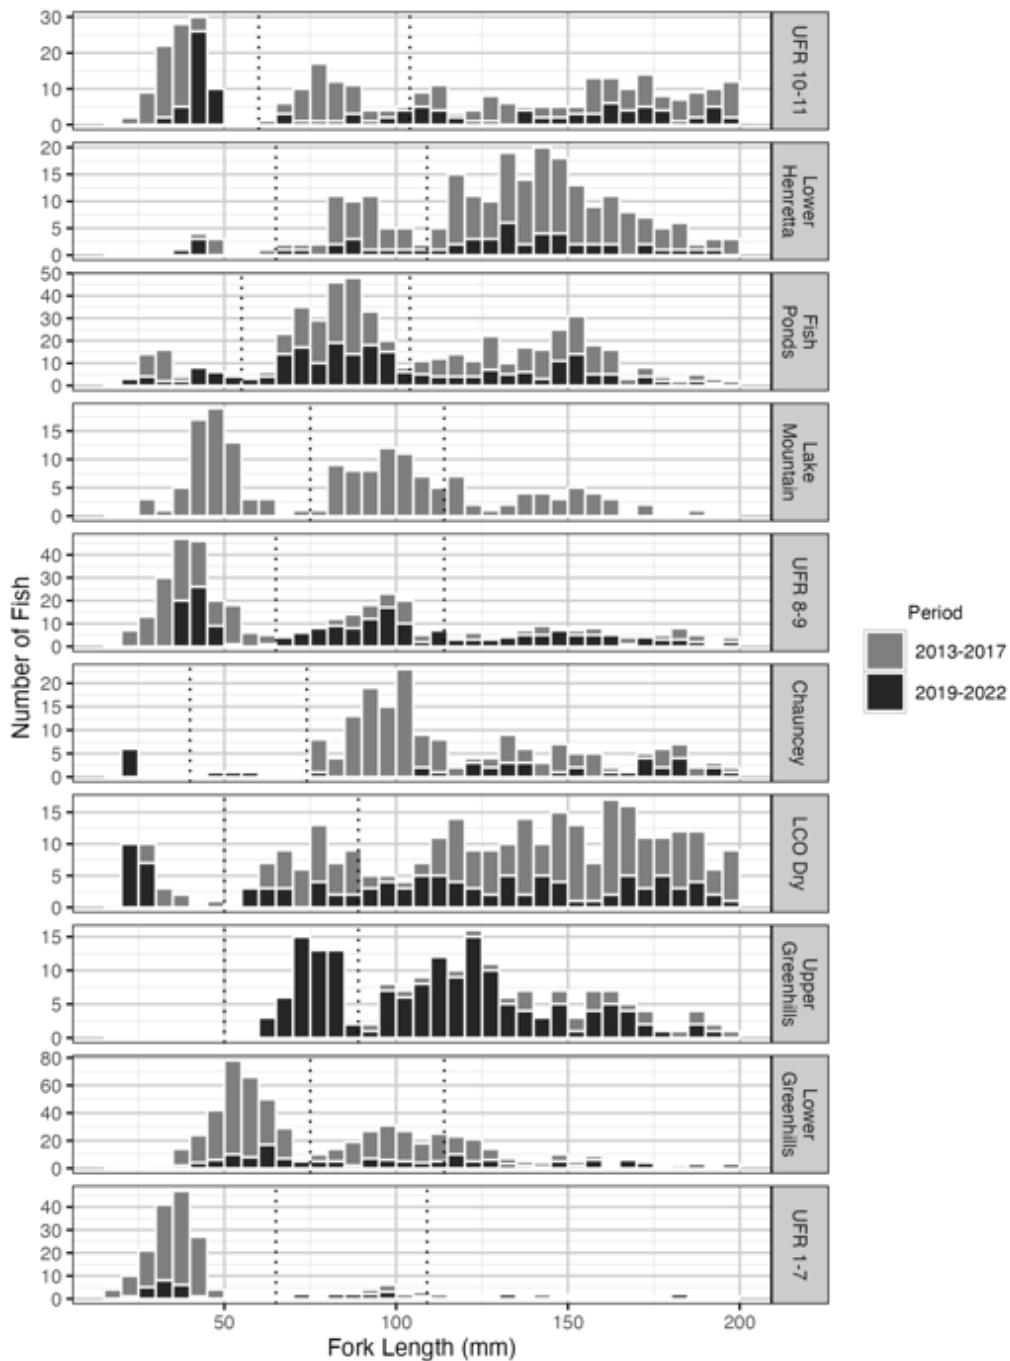 Number of Fish
30
20
10
0
UFR 10-11
20
15
10
5
0
Lower
Henretta
50
40
30
20
10
0
Fish
Ponds
15
10
5
0
Lake
Mountain
40
30
20
10
0
UFR 8-9
20
15
10
5
0
Chauncey
15
10
5
0
LCO Dry
15
10
5
0
Upper
Greenhills
80
60
40
20
0
Lower
Greenhills
40
30
20
10
0
UFR 1-7
50
100
150
200
Fork Length (mm)
Period
2013-2017
2019-2022